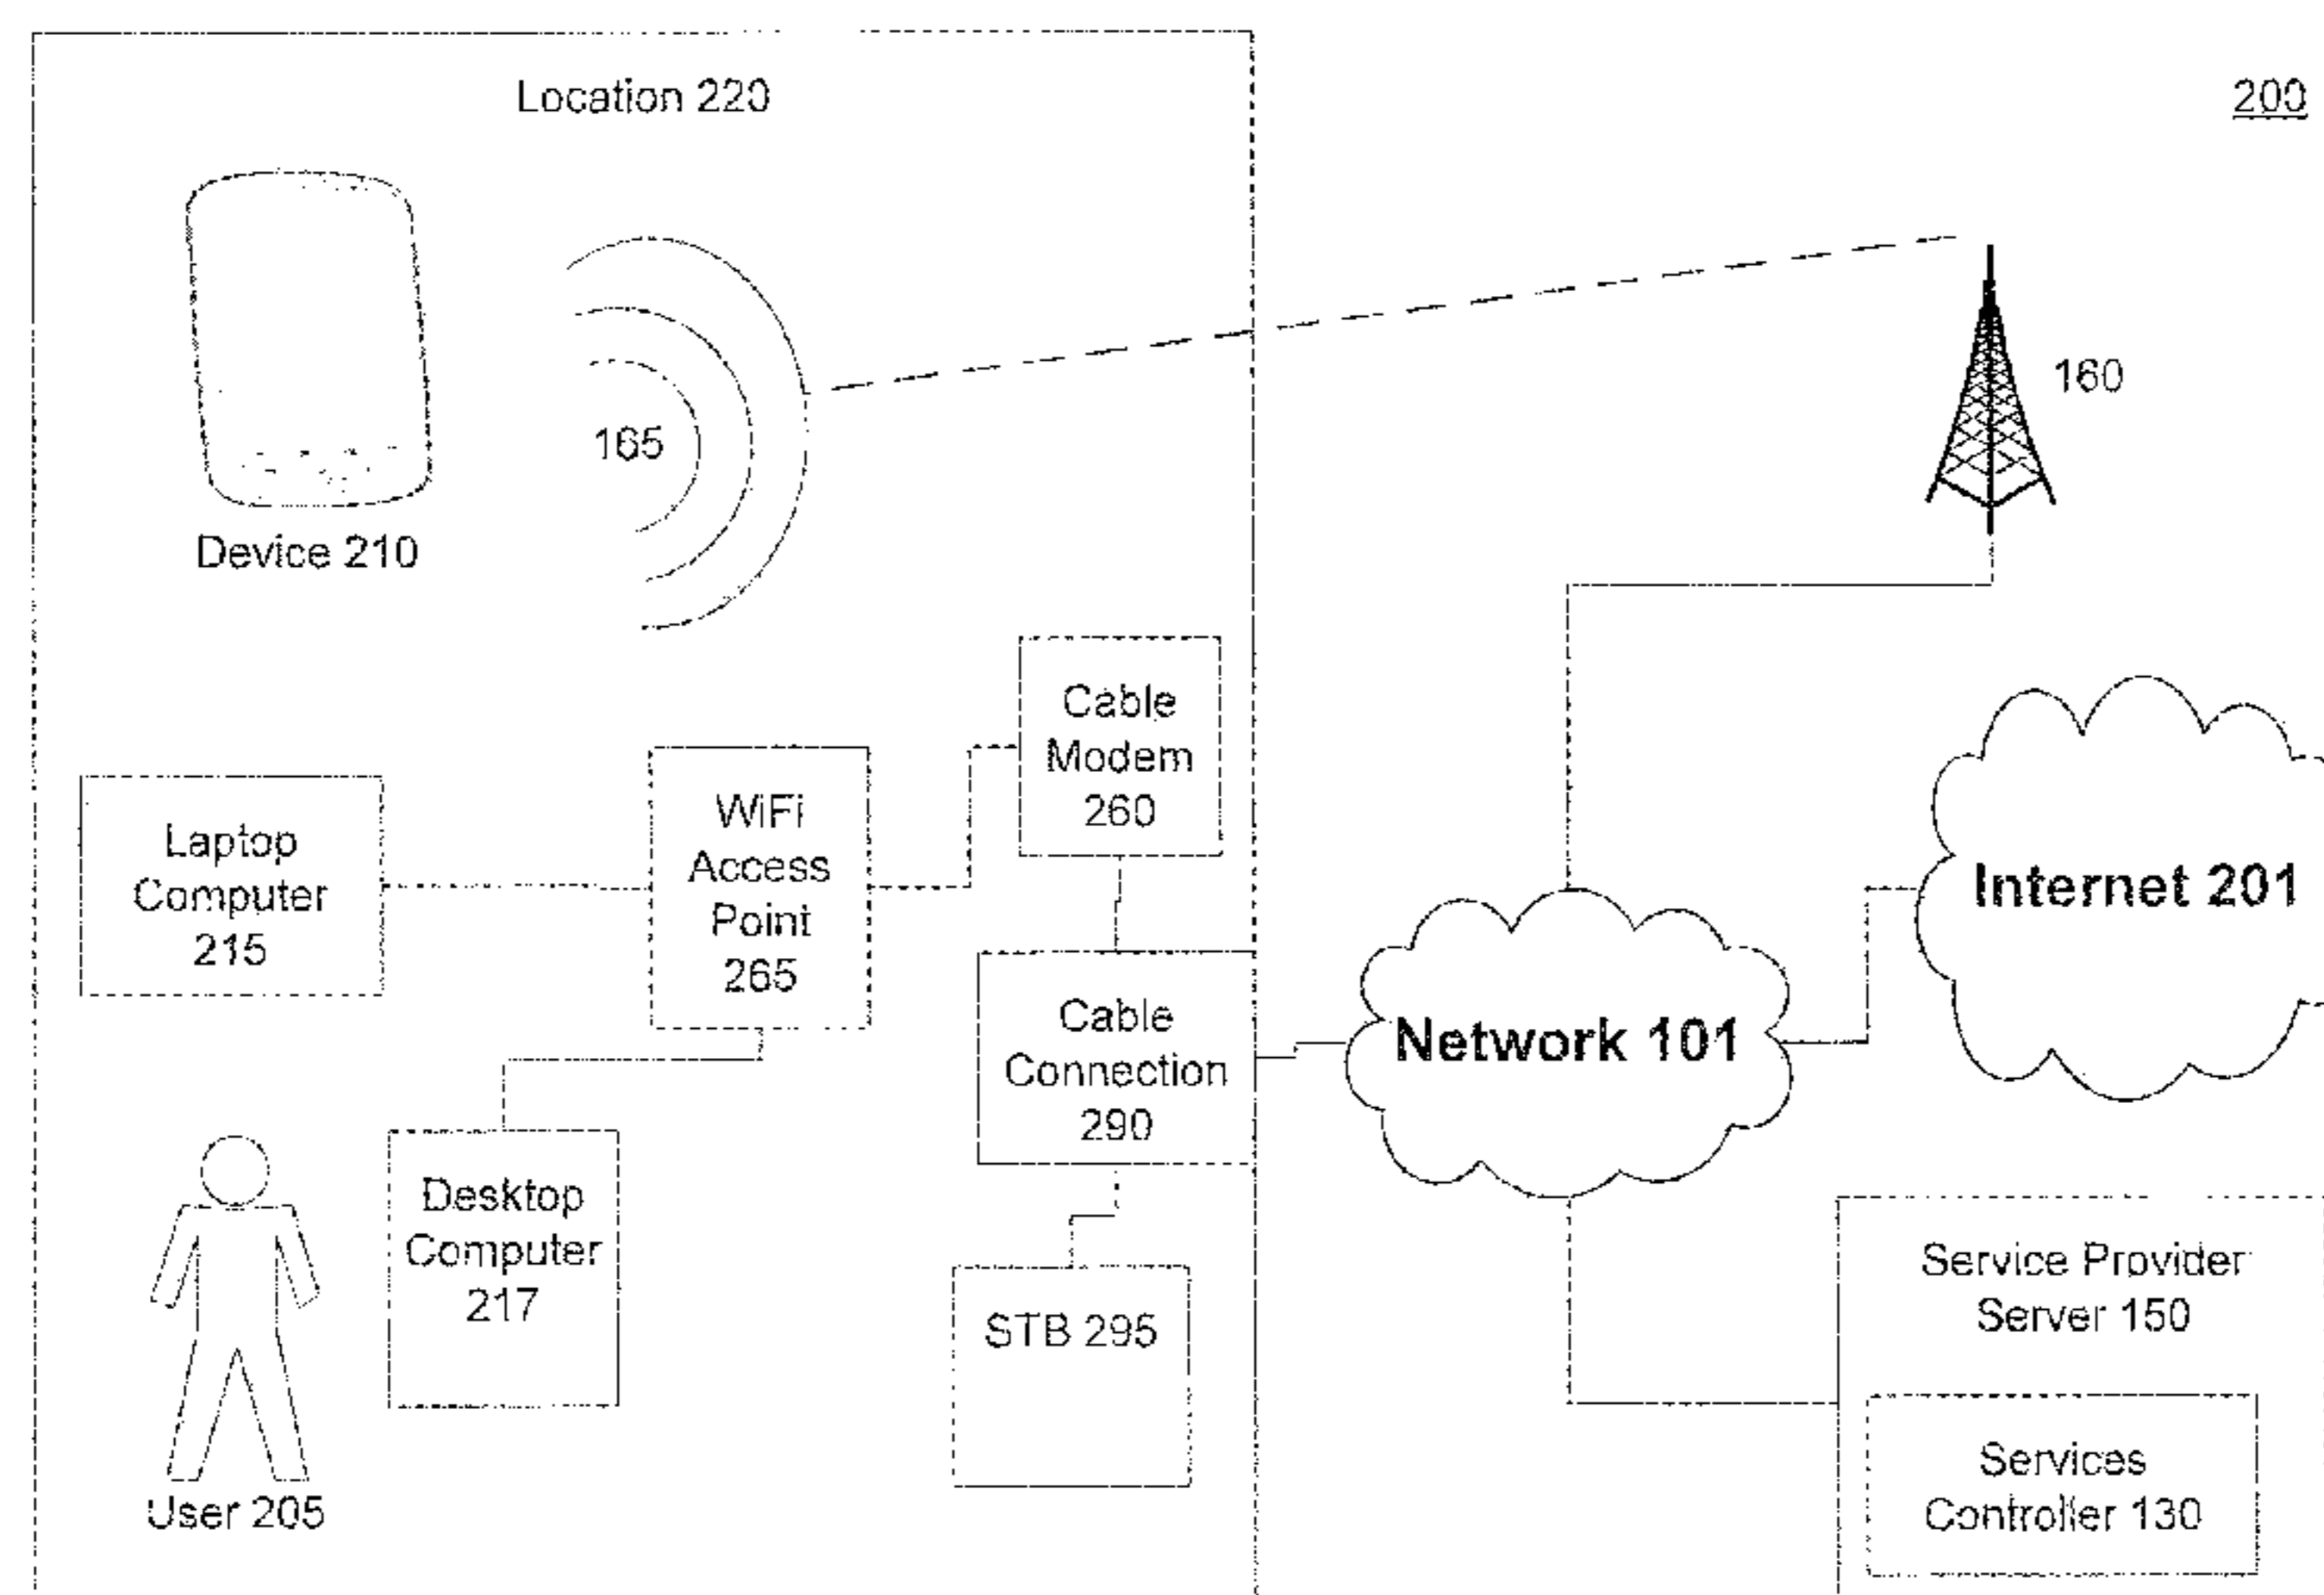 Location 220
200
160
165
Device 210
Cable
Modem
260
WiFi
Access
Point
265
Laptop
Computer
215
Internet 201
Cable
Connection
290
Network 101
Desktop
Computer
217
STB 295
Service Provider
Server 150
Services
Controller 130
User 205